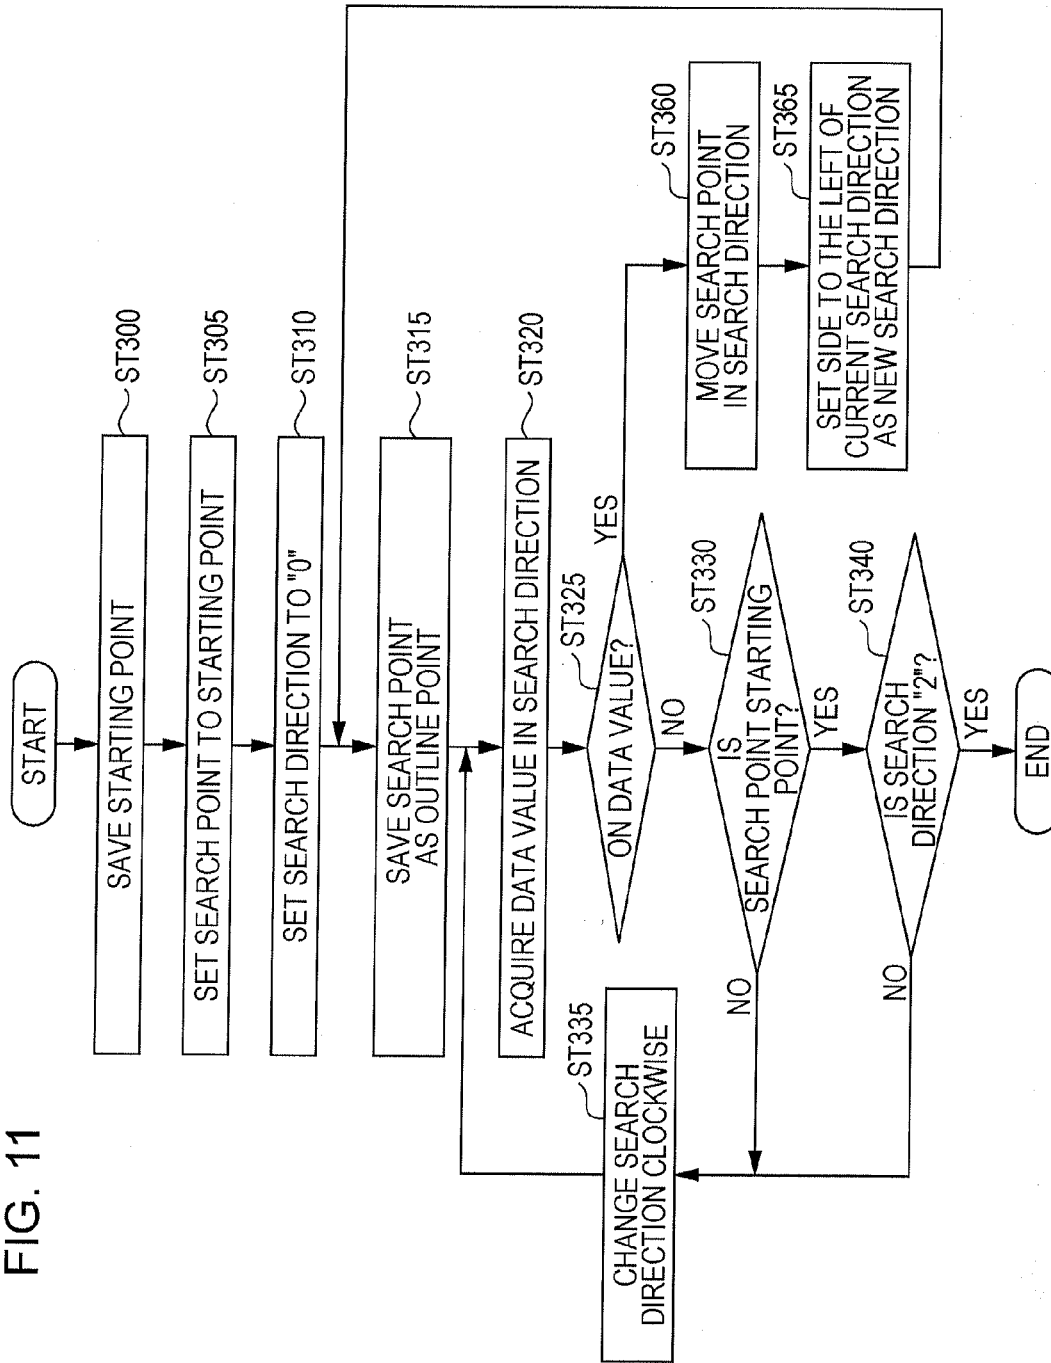 FIG. 11
START
SAVE STARTING POINT
ST300
SET SEARCH POINT TO STARTING POINT
ST305
SET SEARCH DIRECTION TO "0"
ST310
SAVE SEARCH POINT
AS OUTLINE POINT
ST315
ACQUIRE DATA VALUE IN SEARCH DIRECTION
ST320
ON DATA VALUE?
ST325
YES
NO
MOVE SEARCH POINT
IN SEARCH DIRECTION
ST360
SET SIDE TO THE LEFT OF
CURRENT SEARCH DIRECTION
AS NEW SEARCH DIRECTION
ST365
IS
SEARCH POINT STARTING
POINT?
ST330
NO
YES
CHANGE SEARCH
DIRECTION CLOCKWISE
ST335
IS SEARCH
DIRECTION "2"?
ST340
NO
YES
END